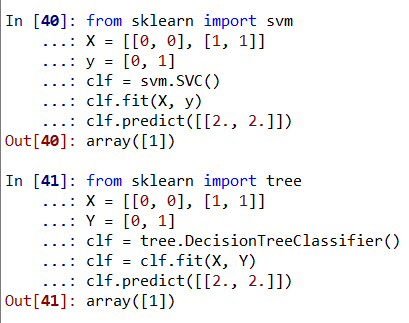 In [40]: from sklearn import svm
    ...: X = [[0, 0], [1, 1]]
    ...: y = [0, 1]
    ...: clf = svm.SVC()
    ...: clf.fit(X, y)
    ...: clf.predict([[2., 2.]])
Out[40]: array([1])

In [41]: from sklearn import tree
    ...: X = [[0, 0], [1, 1]]
    ...: Y = [0, 1]
    ...: clf = tree.DecisionTreeClassifier()
    ...: clf = clf.fit(X, Y)
    ...: clf.predict([[2., 2.]])
Out[41]: array([1])